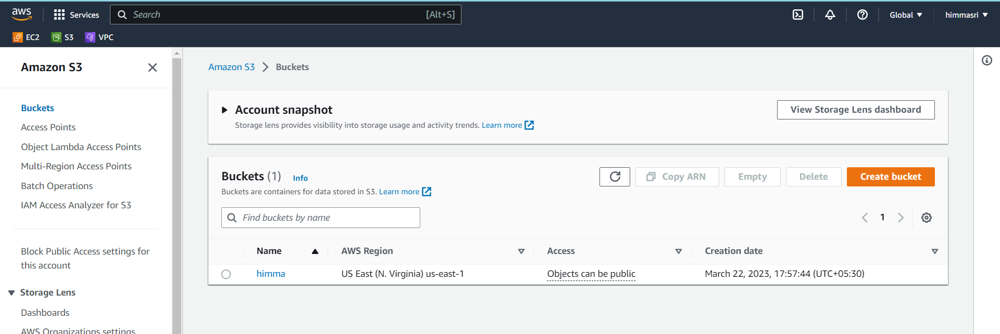 aws Services Search [Alt+S] Global himmasri
EC2 S3 VPC
Amazon S3
Buckets
Access Points
Object Lambda Access Points
Multi-Region Access Points
Batch Operations
IAM Access Analyzer for S3
Block Public Access settings for
this account
Storage Lens
Dashboards
AWS Organizations settings
Amazon S3 Buckets
Account snapshot
Storage lens provides visibility into storage usage and activity trends. Learn more
View Storage Lens dashboard
Buckets (1) Info
Buckets are containers for data stored in S3. Learn more
Copy ARN Empty Delete Create bucket
Find buckets by name
1
Name AWS Region Access Creation date
himma US East (N. Virginia) us-east-1 Objects can be public March 22, 2023, 17:57:44 (UTC+05:30)